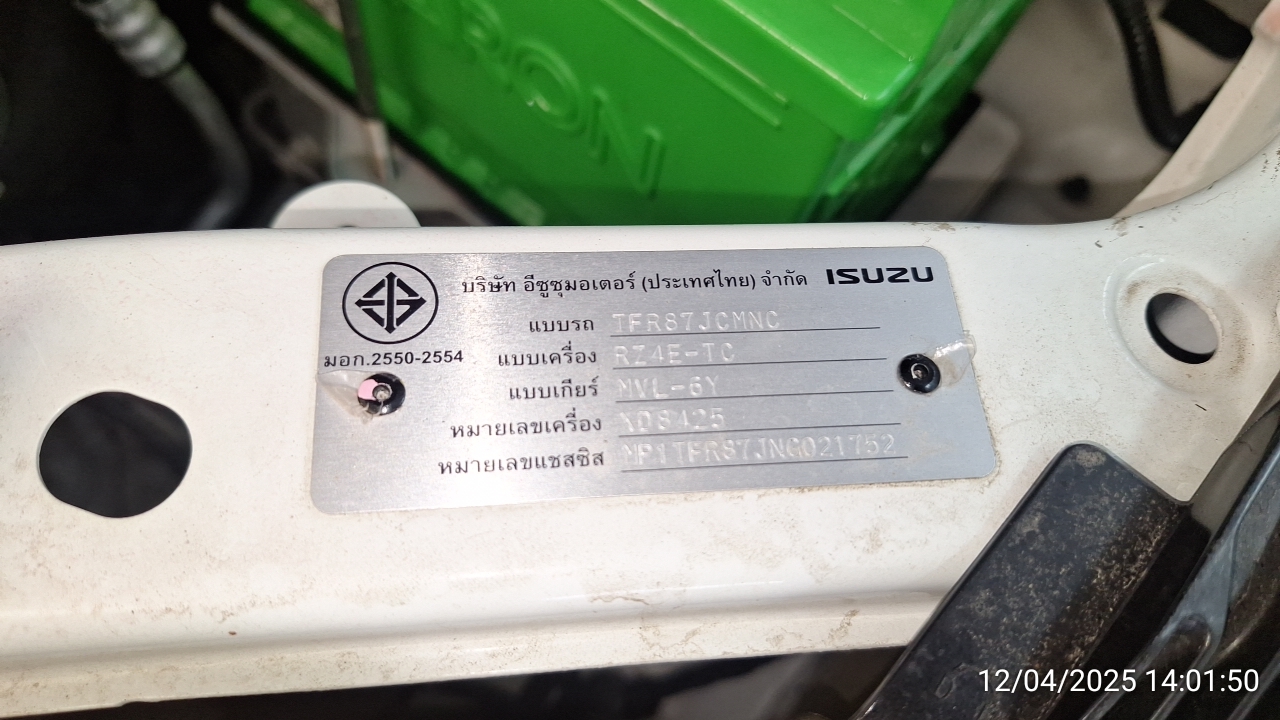 RON
บริษัท อีซูซุมอเตอร์ (ประเทศไทย) จำกัด ISUZU
แบบรถ TFR87JCMNC
มอก.2550-2554
แบบเครื่อง RZ4E-TC
แบบเกียร์ MVL-6Y
หมายเลขเครื่อง XD8425
หมายเลขแชสซิส MP1TFR87JNG021752
12/04/2025 14:01:50